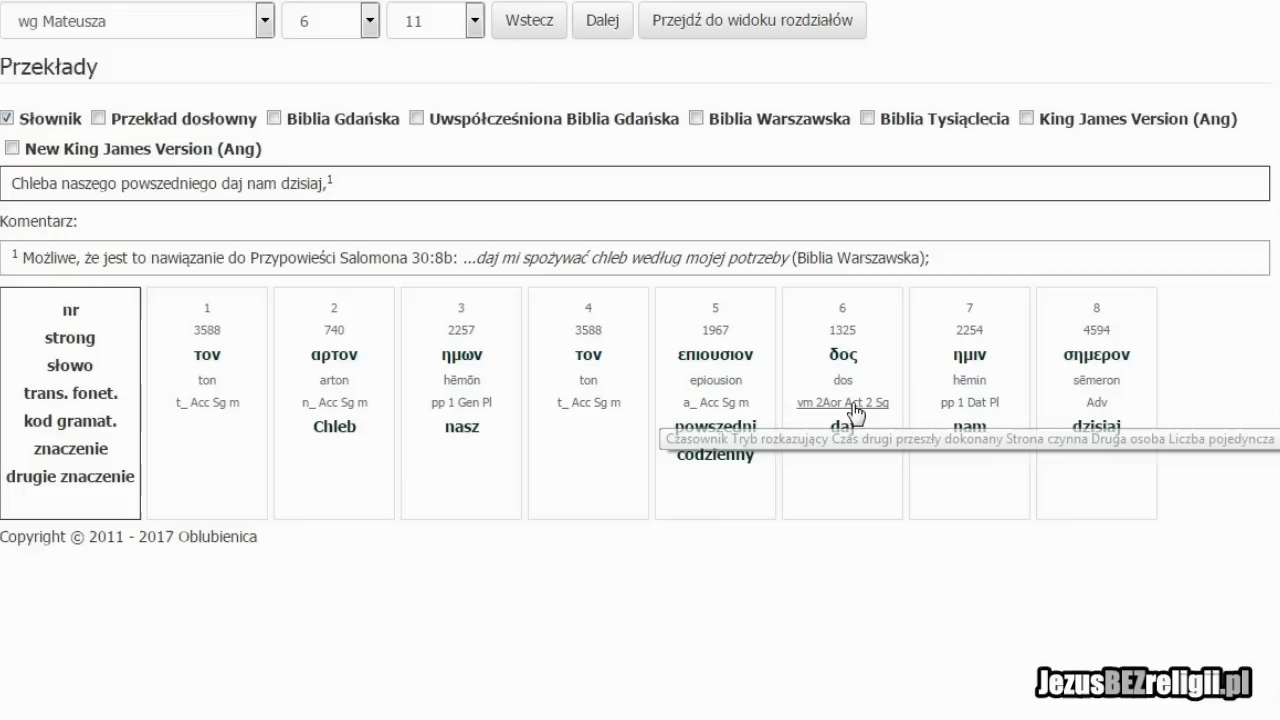 wg Mateusza 6 11 Wstecz Dalej Przejdź do widoku rozdziałów
Przekłady
Słownik Przekład dosłowny Biblia Gdańska Uwspółcześniona Biblia Gdańska Biblia Warszawska Biblia Tysiąclecia King James Version (Ang)
New King James Version (Ang)
Chleba naszego powszedniego daj nam dzisiaj,¹
Komentarz:
¹ Możliwe, że jest to nawiązanie do Przypowieści Salomona 30:8b: ...daj mi spożywać chleb według mojej potrzeby (Biblia Warszawska);
nr 1 2 3 4 5 6 7 8
strong 3588 740 2257 3588 1967 1325 2254 4594
słowo τον αρτον ημων τον επιουσιον δος ημιν σημερον
trans. fonet. ton arton hēmōn ton epiousion dos hēmin sēmeron
kod gramat. t_ Acc Sg m n_ Acc Sg m pp 1 Gen Pl t_ Acc Sg m a_ Acc Sg m vm 2Aor Act 2 Sg pp 1 Dat Pl Adv
znaczenie Chleb nasz powszedni daj nam dzisiaj
Czasownik Tryb rozkazujący Czas drugi przeszły dokonany Strona czynna Druga osoba Liczba pojedyncza
drugie znaczenie codzienny
Copyright © 2011 - 2017 Oblubienica
JezusBEZreligii.pl